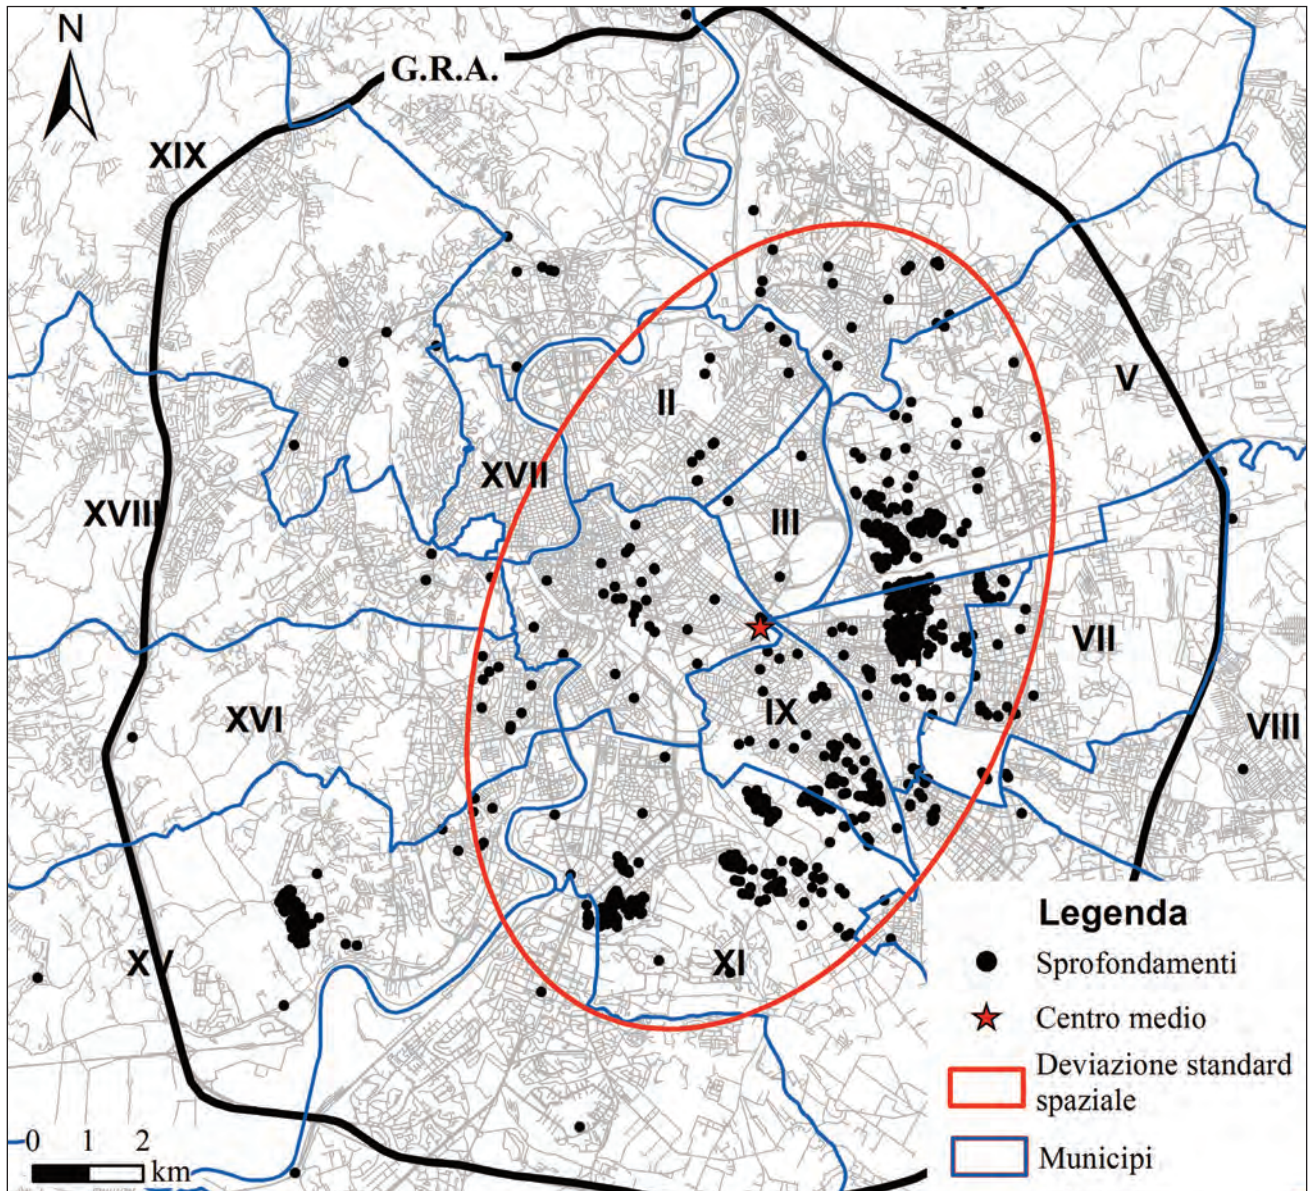 N
G.R.A.
XIX
V
II
XVII
XVIII
III
VII
IX
XVI
VIII
XV
XI
Legenda
Sprofondamenti
Centro medio
Deviazione standard
spaziale
Municipi
0 1 2
km